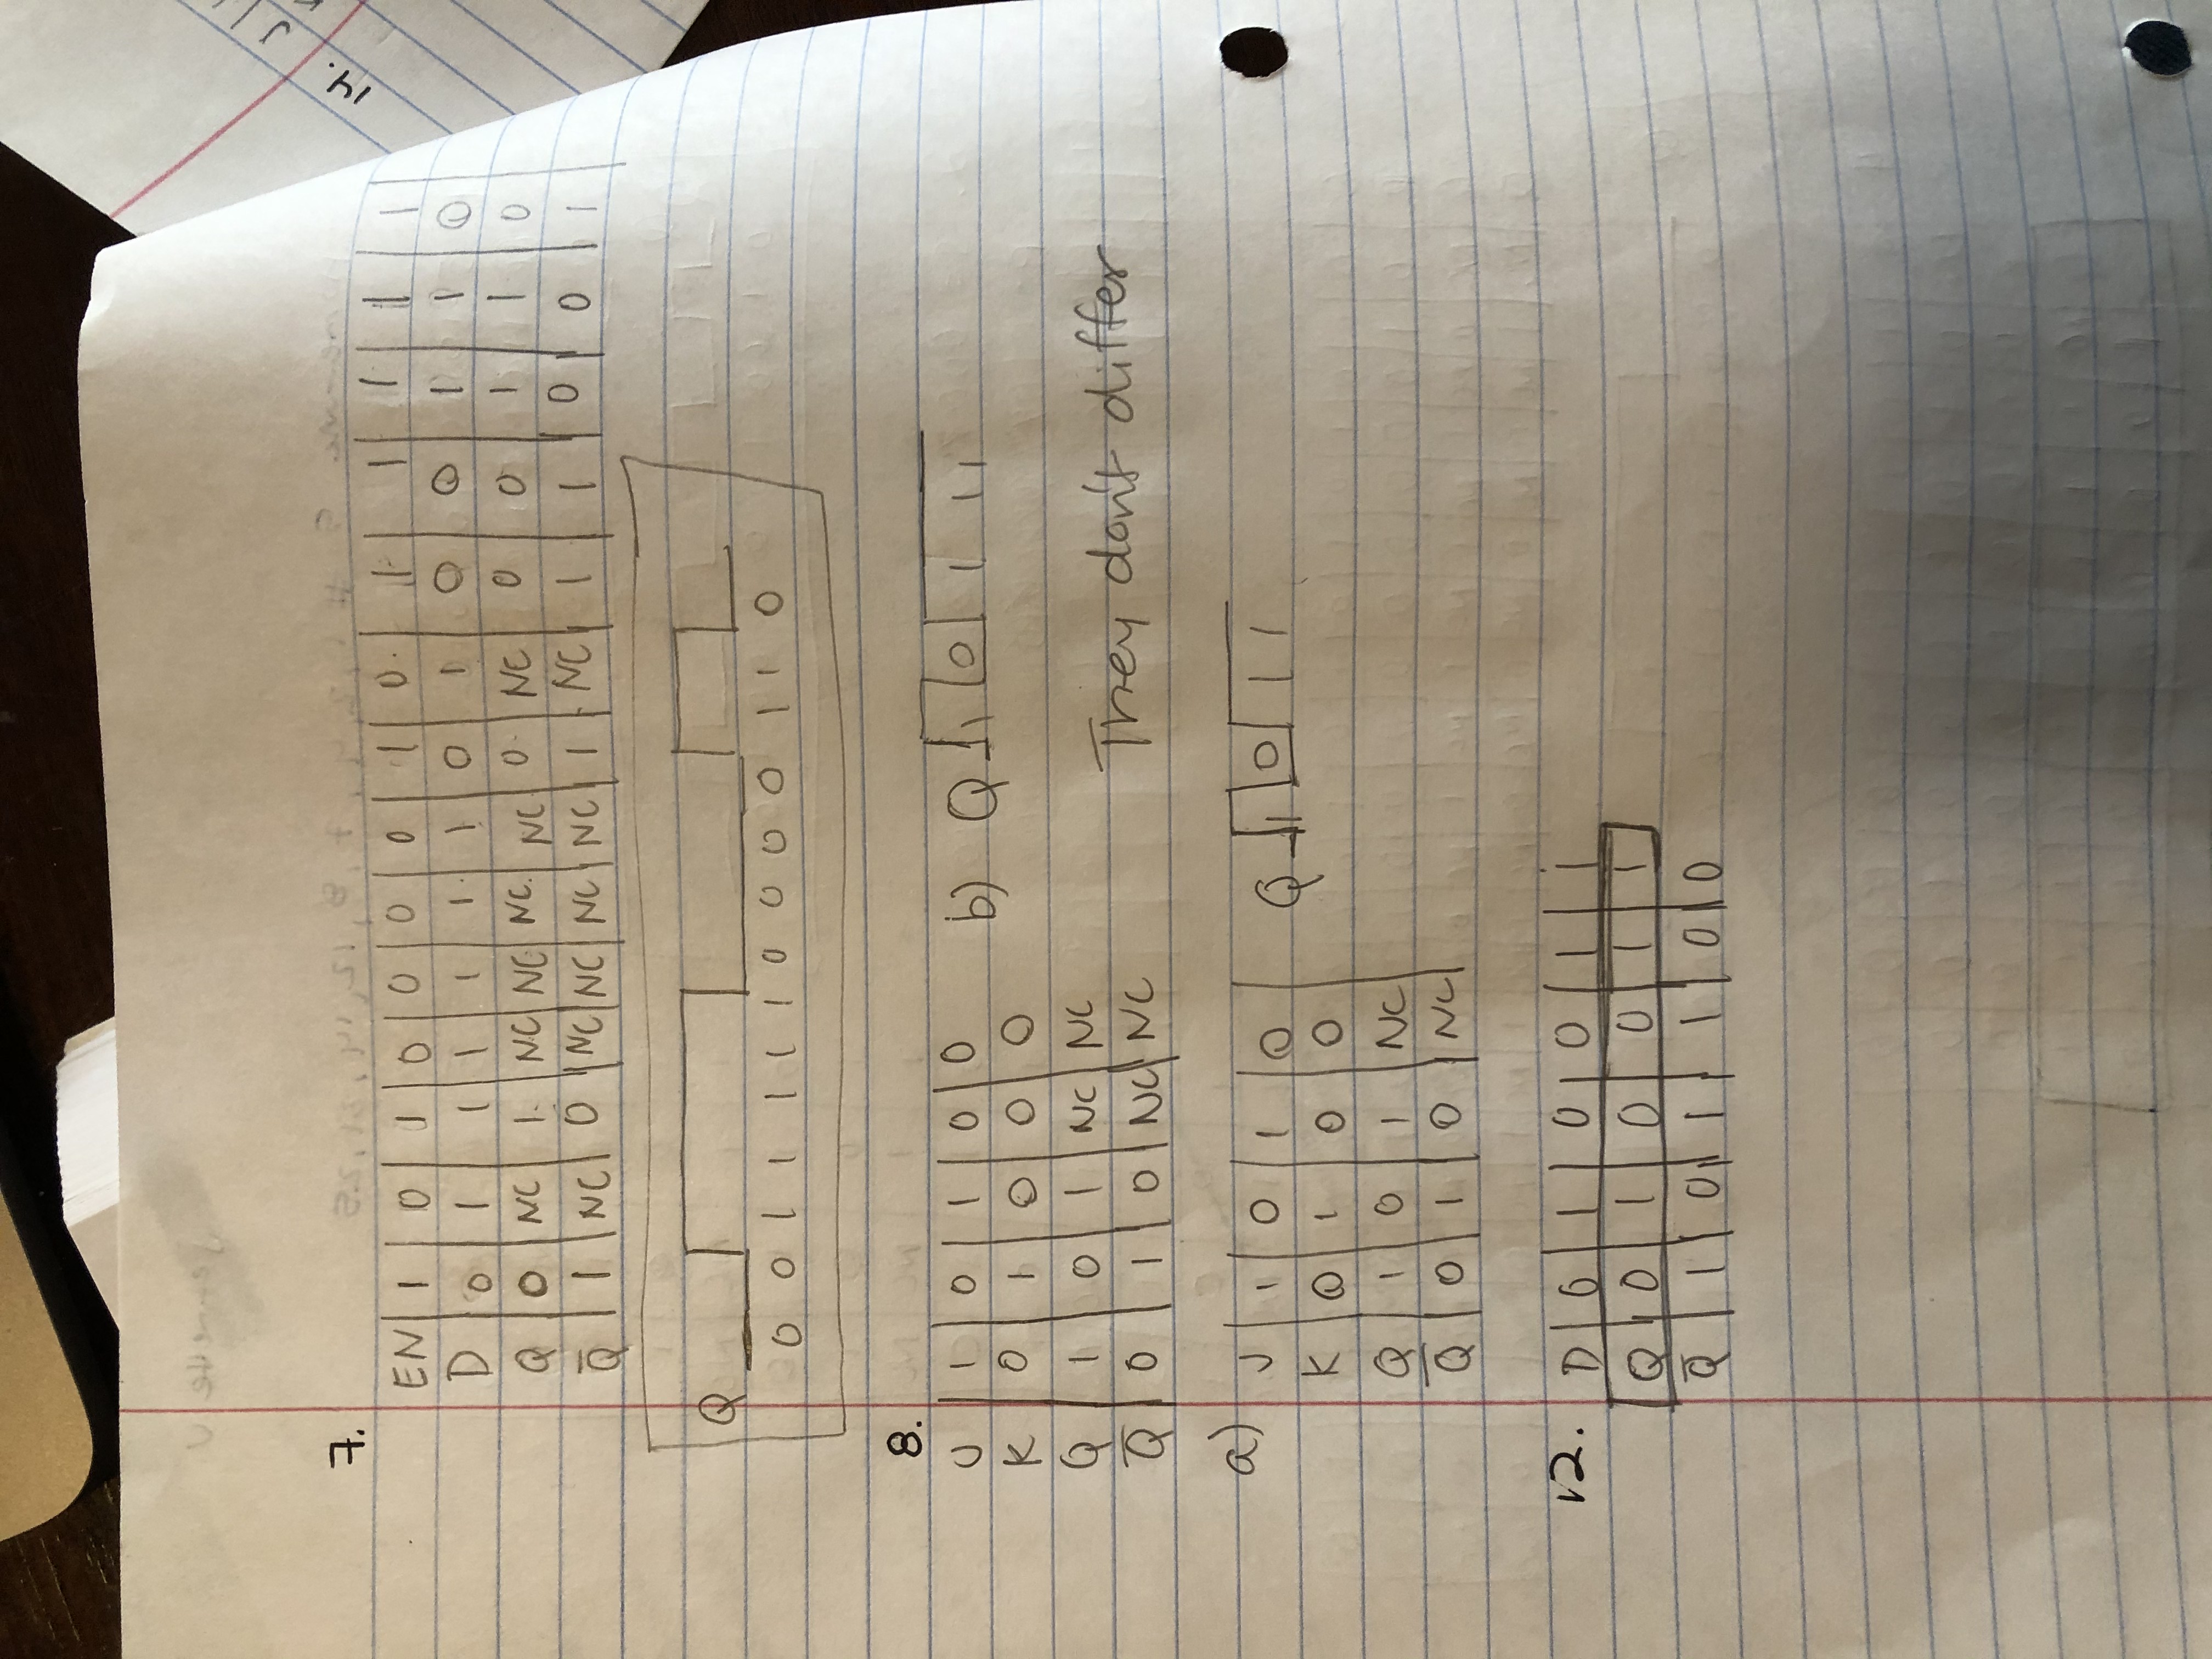 7.
EN 1 0 1 0 0 0 0 1 0 1 1 1 1 1
D 0 1 1 1 1 1 1 0 1 0 0 1 1 0
Q 0 NC 1 NC NC NC NC 0 NC 0 0 1 1 0
Q̅ 1 NC 0 NC NC NC NC 1 NC 1 1 0 0 1
Q
0 0 1 1 1 1 1 0 0 0 0 1 1 0
8.
J 1 0 1 0 0
K 0 1 0 0 0
Q 1 0 1 NC NC
Q̅ 0 1 0 NC NC
b) Q 1 0 1 1 1
They don't differ
a)
J 1 0 1 0
K 0 1 0 0
Q 1 0 1 NC
Q̅ 0 1 0 NC
Q 1 0 1 1
12.
D 0 1 0 0 1 1
Q 0 1 0 0 1 1
Q̅ 1 0 1 1 0 0
14.
J